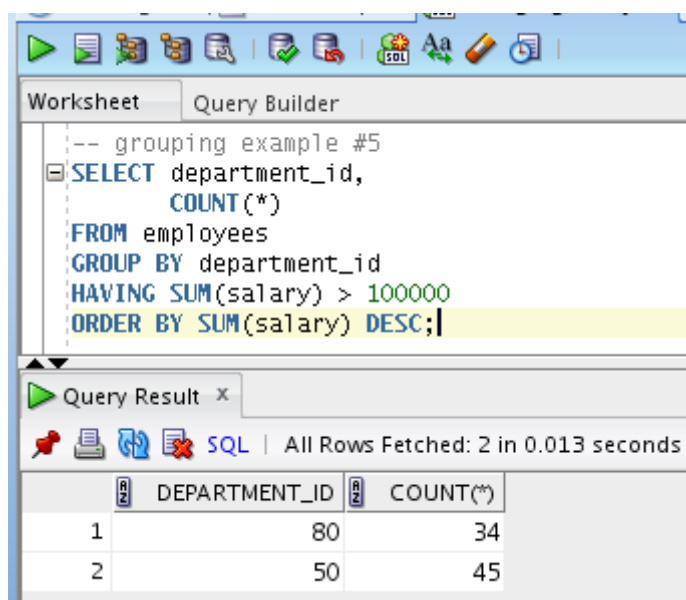 Worksheet Query Builder
-- grouping example #5
SELECT department_id,
COUNT(*)
FROM employees
GROUP BY department_id
HAVING SUM(salary) > 100000
ORDER BY SUM(salary) DESC;
Query Result x
SQL | All Rows Fetched: 2 in 0.013 seconds
DEPARTMENT_ID COUNT(*)
1 80 34
2 50 45